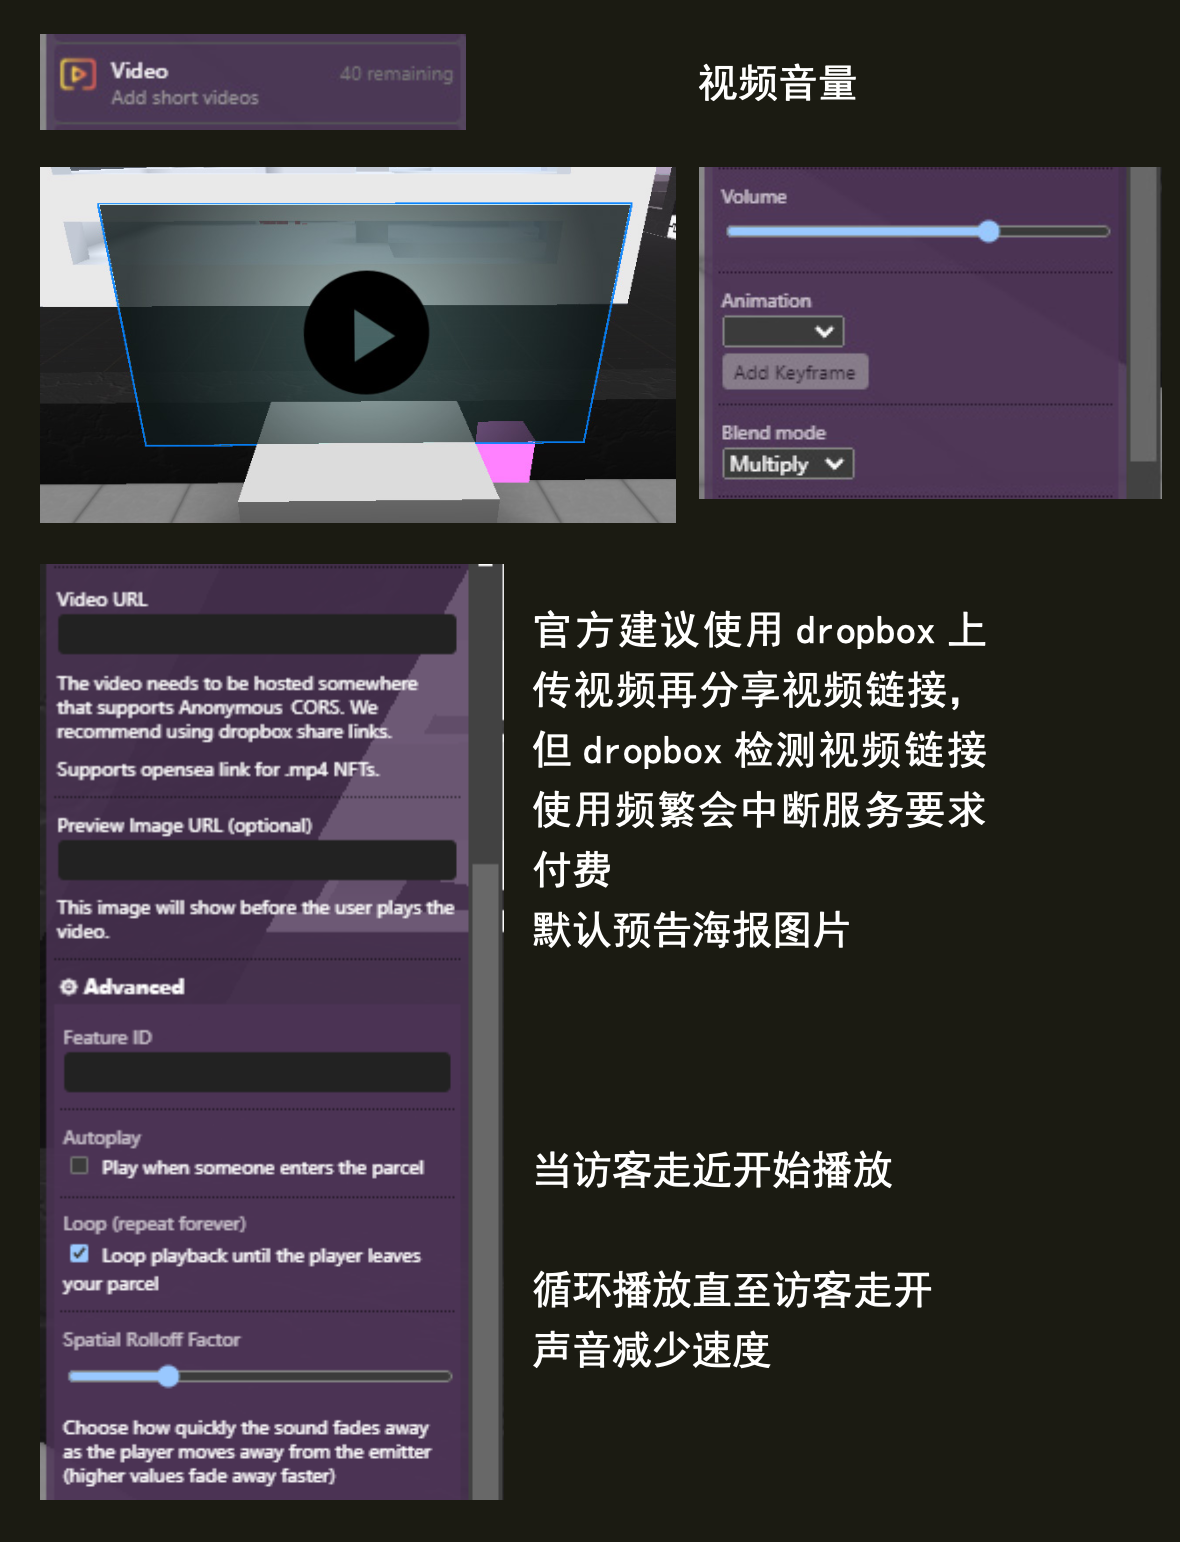 Video
40 remaining
Add short videos
视频音量
Volume
Animation
Add Keyframe
Blend mode
Multiply
Video URL
The video needs to be hosted somewhere
that supports Anonymous CORS. We
recommend using dropbox share links.
Supports opensea link for .mp4 NFTs.
Preview Image URL (optional)
This image will show before the user plays the
video.
Advanced
Feature ID
Autoplay
Play when someone enters the parcel
Loop (repeat forever)
Loop playback until the player leaves
your parcel
Spatial Rolloff Factor
Choose how quickly the sound fades away
as the player moves away from the emitter
(higher values fade away faster)
官方建议使用 dropbox 上
传视频再分享视频链接，
但 dropbox 检测视频链接
使用频繁会中断服务要求
付费
默认预告海报图片
当访客走近开始播放
循环播放直至访客走开
声音减少速度